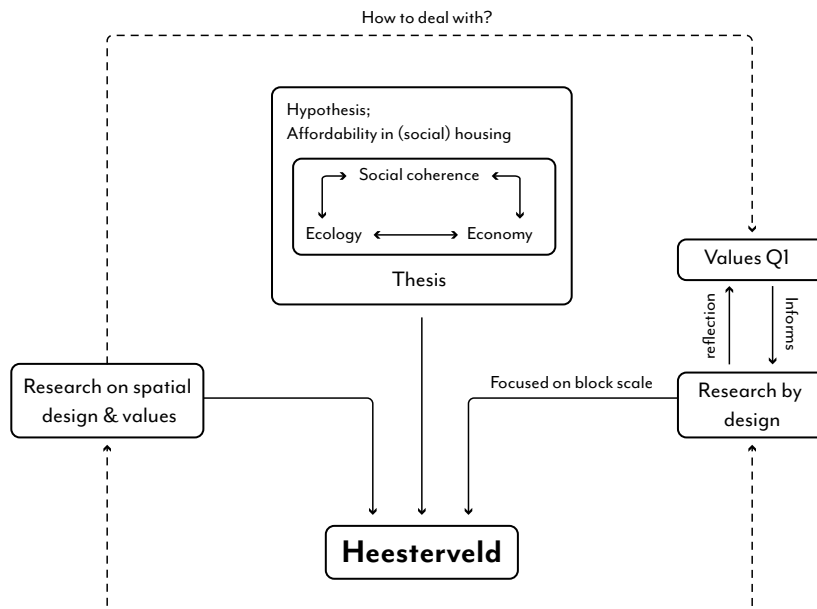 How to deal with?
Hypothesis;
Affordability in (social) housing
Social coherence
Ecology
Economy
Thesis
Values Q1
reflection
Informs
Research on spatial
design & values
Focused on block scale
Research by
design
Heesterveld